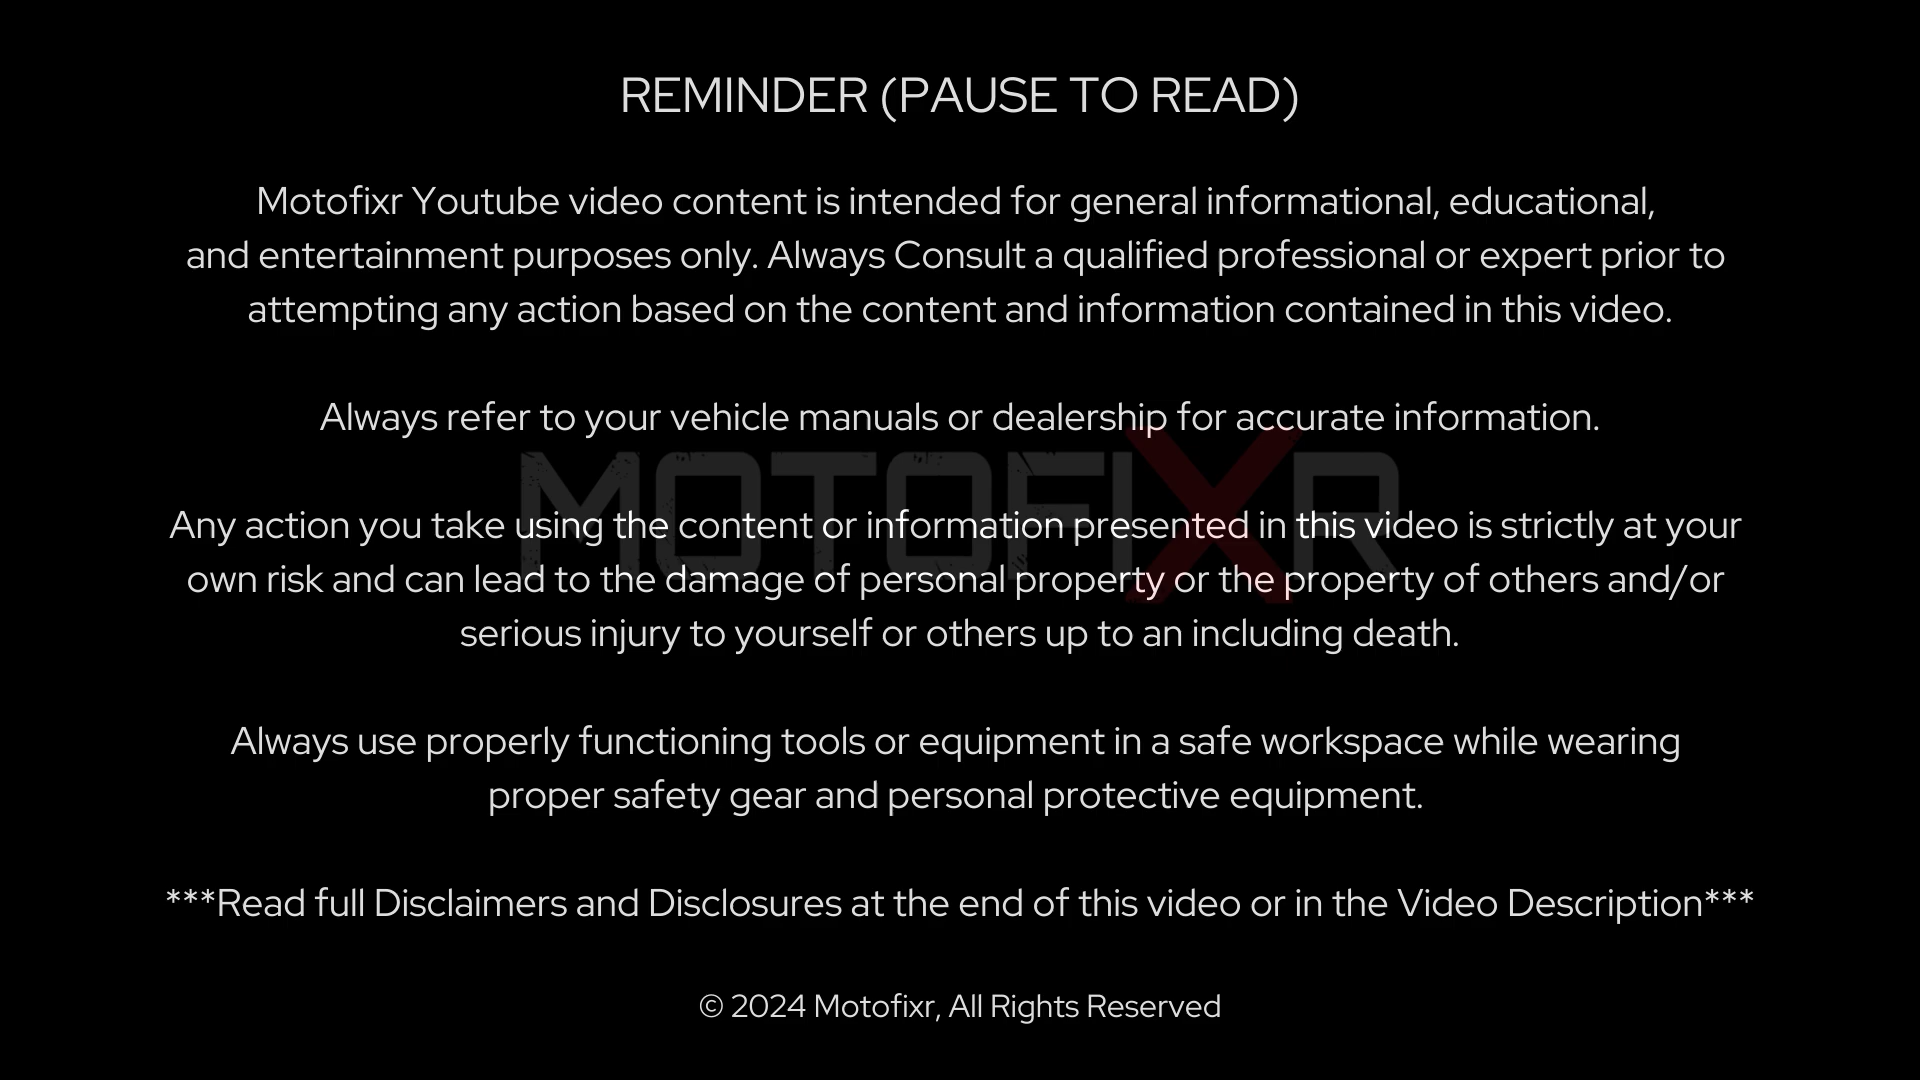 REMINDER (PAUSE TO READ)
Motofixr Youtube video content is intended for general informational, educational,
and entertainment purposes only. Always Consult a qualified professional or expert prior to
attempting any action based on the content and information contained in this video.
Always refer to your vehicle manuals or dealership for accurate information.
MOTOFIXR
Any action you take using the content or information presented in this video is strictly at your
own risk and can lead to the damage of personal property or the property of others and/or
serious injury to yourself or others up to an including death.
Always use properly functioning tools or equipment in a safe workspace while wearing
proper safety gear and personal protective equipment.
***Read full Disclaimers and Disclosures at the end of this video or in the Video Description***
© 2024 Motofixr, All Rights Reserved